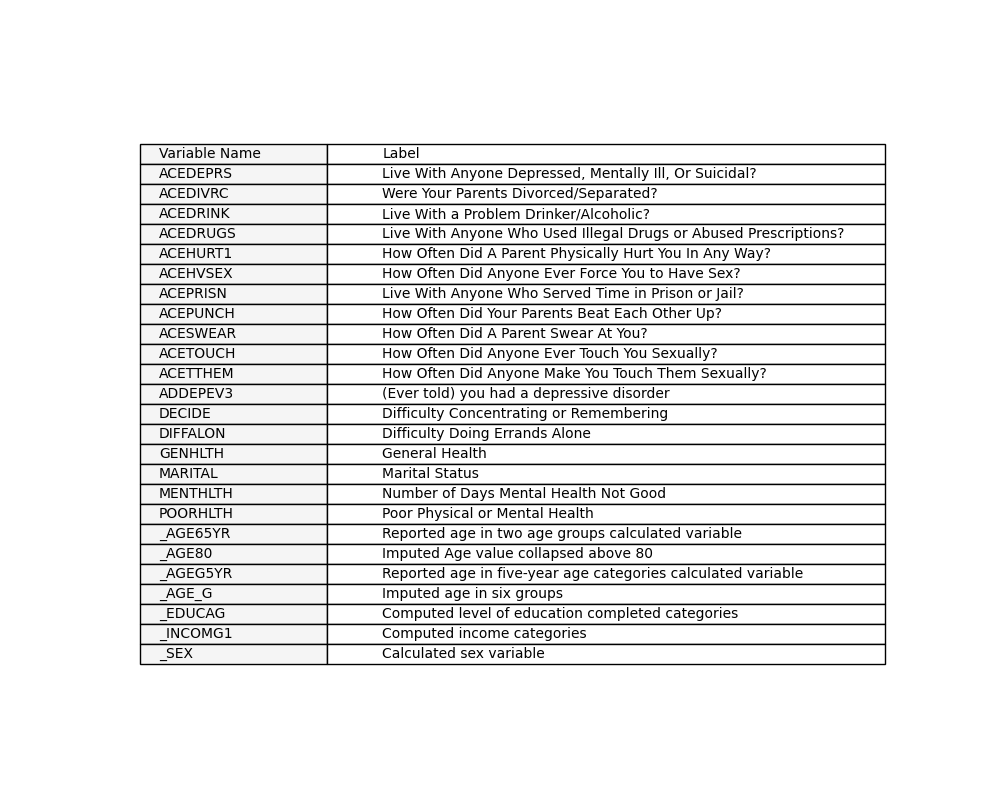 Variable Name Label
ACEDEPRS Live With Anyone Depressed, Mentally Ill, Or Suicidal?
ACEDIVRC Were Your Parents Divorced/Separated?
ACEDRINK Live With a Problem Drinker/Alcoholic?
ACEDRUGS Live With Anyone Who Used Illegal Drugs or Abused Prescriptions?
ACEHURT1 How Often Did A Parent Physically Hurt You In Any Way?
ACEHVSEX How Often Did Anyone Ever Force You to Have Sex?
ACEPRISN Live With Anyone Who Served Time in Prison or Jail?
ACEPUNCH How Often Did Your Parents Beat Each Other Up?
ACESWEAR How Often Did A Parent Swear At You?
ACETOUCH How Often Did Anyone Ever Touch You Sexually?
ACETTHEM How Often Did Anyone Make You Touch Them Sexually?
ADDEPEV3 (Ever told) you had a depressive disorder
DECIDE Difficulty Concentrating or Remembering
DIFFALON Difficulty Doing Errands Alone
GENHLTH General Health
MARITAL Marital Status
MENTHLTH Number of Days Mental Health Not Good
POORHLTH Poor Physical or Mental Health
_AGE65YR Reported age in two age groups calculated variable
_AGE80 Imputed Age value collapsed above 80
_AGEG5YR Reported age in five-year age categories calculated variable
_AGE_G Imputed age in six groups
_EDUCAG Computed level of education completed categories
_INCOMG1 Computed income categories
_SEX Calculated sex variable